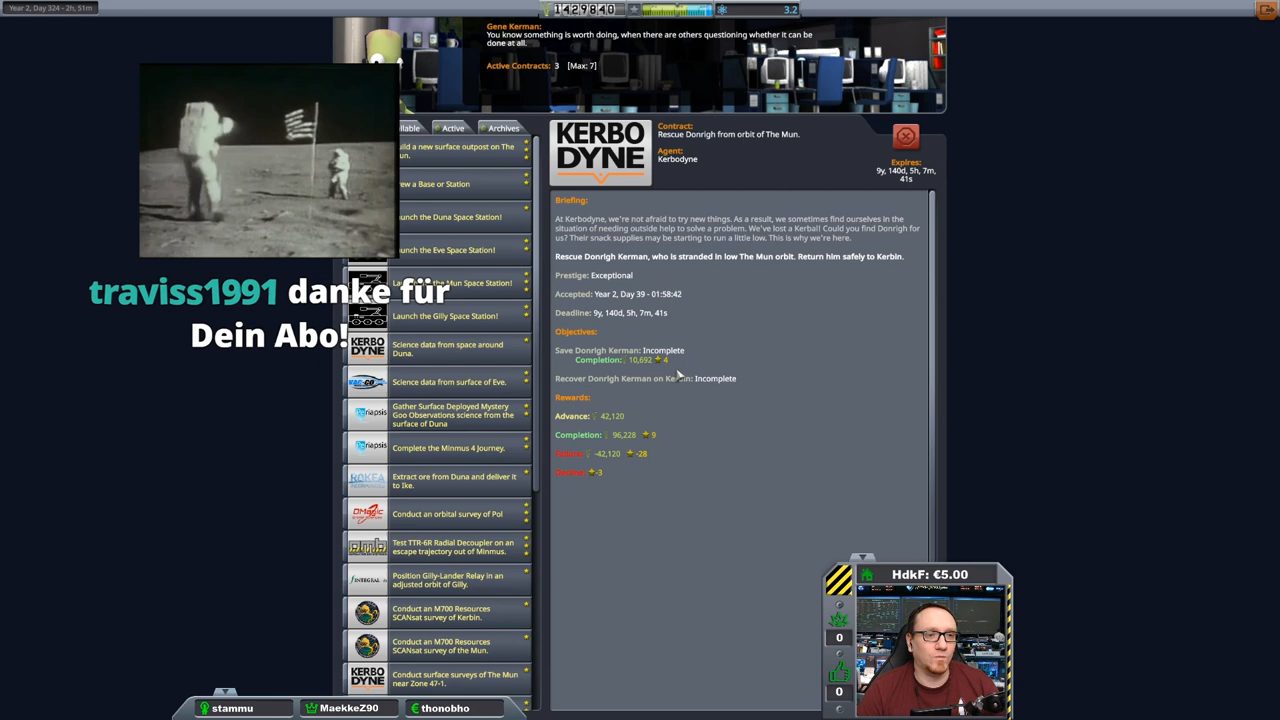 Year 2, Day 324 - 2h, 51m
1429840
3.2
Gene Kerman:
You know something is worth doing, when there are others questioning whether it can be
done at all.
Active Contracts: 3 [Max: 7]
Active
Archives
traviss1991 danke für
Dein Abo!
ew a Base or Station
unch the Duna Space Station!
unch the Eve Space Station!
the Mun Space Station!
Launch the Gilly Space Station!
KERBO
DYNE
Science data from space around
Duna.
Science data from surface of Eve.
Gather Surface Deployed Mystery
Goo Observations science from the
surface of Duna
Complete the Minmus 4 Journey.
ROKEA
Extract ore from Duna and deliver it
to Ike.
DMagic
Conduct an orbital survey of Pol
Test TTR-6R Radial Decoupler on an
escape trajectory out of Minmus.
INTEGRAL
Position Gilly-Lander Relay in an
adjusted orbit of Gilly.
Conduct an M700 Resources
SCANsat survey of Kerbin.
Conduct an M700 Resources
SCANsat survey of the Mun.
KERBO
DYNE
Conduct surface surveys of The Mun
near Zone 47-1.
KERBO
DYNE
Contract:
Rescue Donrigh from orbit of The Mun.
Agent:
Kerbodyne
Expires:
9y, 140d, 5h, 7m,
41s
Briefing:
At Kerbodyne, we're not afraid to try new things. As a result, we sometimes find ourselves in the
situation of needing outside help to solve a problem. We've lost a Kerbal! Could you find Donrigh for
us? Their snack supplies may be starting to run a little low. This is why we're here.
Rescue Donrigh Kerman, who is stranded in low The Mun orbit. Return him safely to Kerbin.
Prestige: Exceptional
Accepted: Year 2, Day 39 - 01:58:42
Deadline: 9y, 140d, 5h, 7m, 41s
Objectives:
Save Donrigh Kerman: Incomplete
Completion: 10,692 4
Recover Donrigh Kerman on Kerbin: Incomplete
Rewards:
Advance: 42,120
Completion: 96,228 9
Failure: -42,120 -28
Decline: -3
HdkF: €5.00
0
0
stammu
MaekkeZ90
thonobho